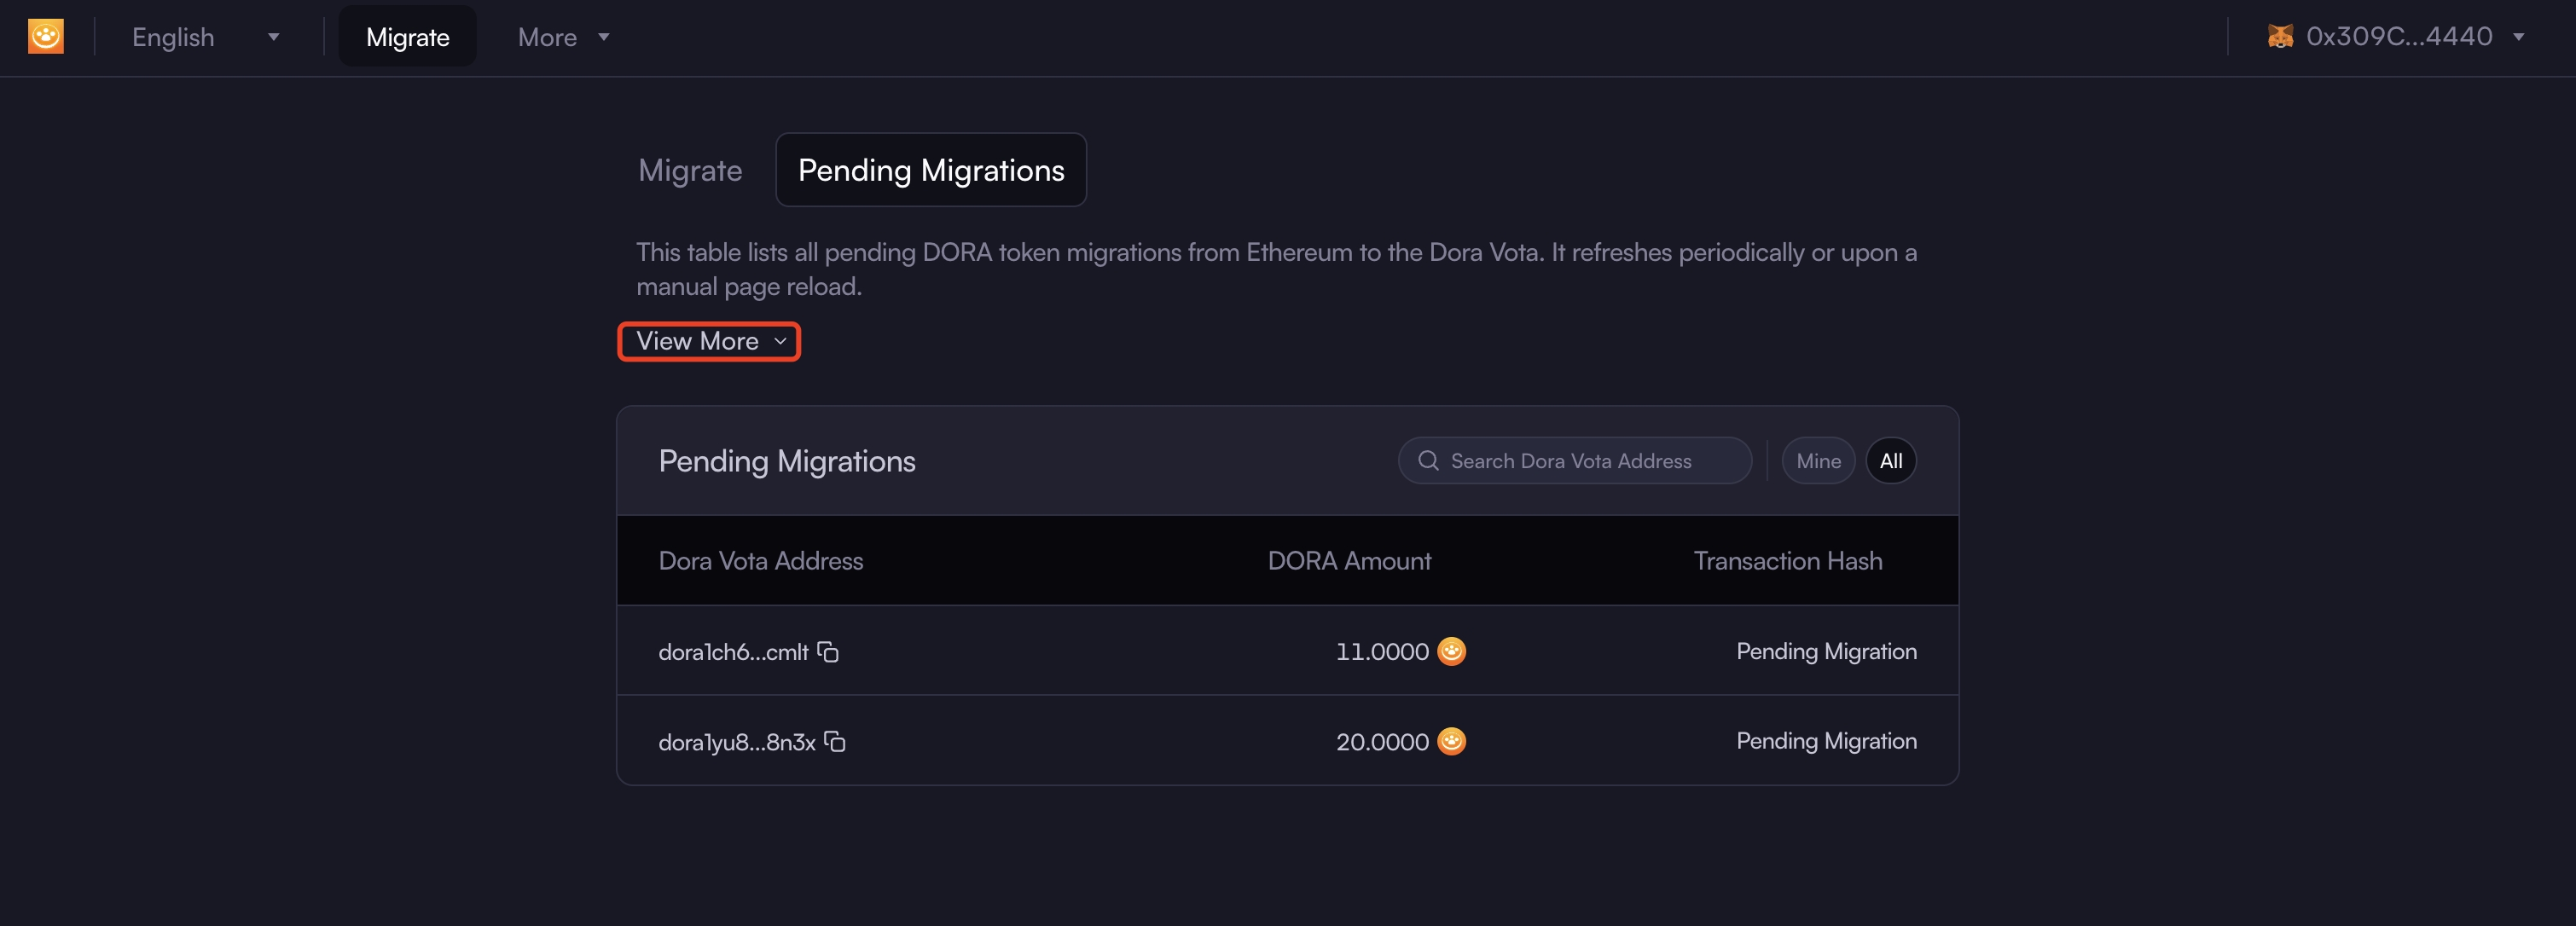 English
Migrate
More
0x309C...4440
Migrate
Pending Migrations
This table lists all pending DORA token migrations from Ethereum to the Dora Vota. It refreshes periodically or upon a
manual page reload.
View More
Pending Migrations
Search Dora Vota Address
Mine
All
Dora Vota Address
DORA Amount
Transaction Hash
dora1ch6...cmlt
11.0000
Pending Migration
dora1yu8...8n3x
20.0000
Pending Migration